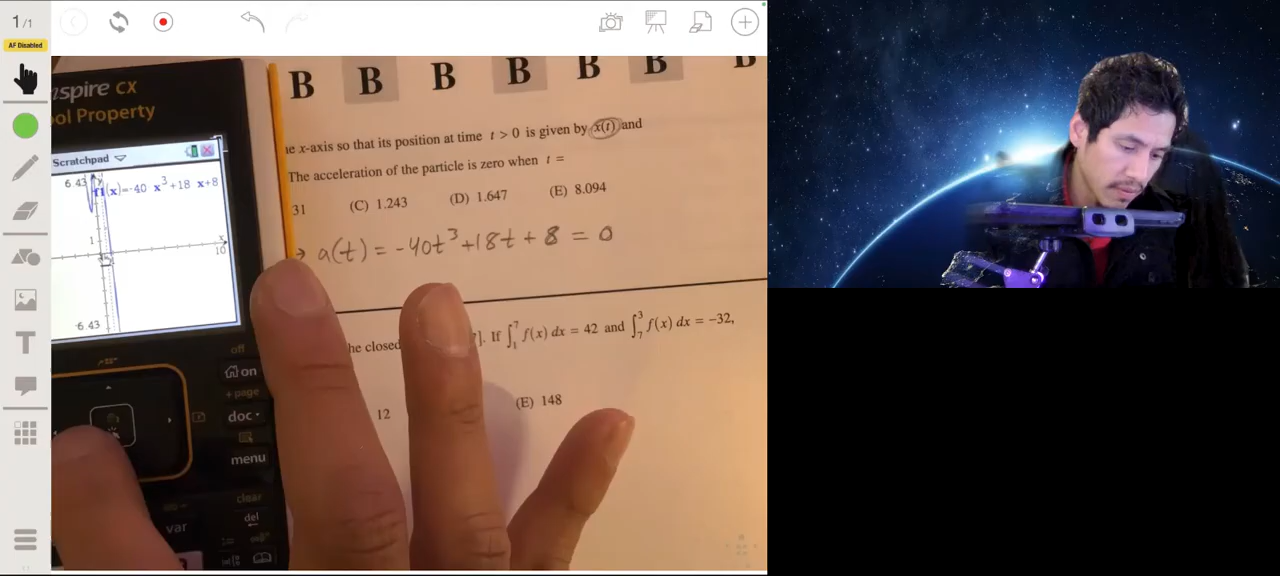 1/1
AF Disabled
B B B B B B B
spire CX
ol Property
Scratchpad
6.43 f1(x)=-40 x³+18 x+8
1
x
10
-6.43
x-axis so that its position at time t > 0 is given by x(t) and
The acceleration of the particle is zero when t =
31 (C) 1.243 (D) 1.647 (E) 8.094
→ a(t) = -40t³ + 18t + 8 = 0
he closed ]. If ∫₁⁷ f(x) dx = 42 and ∫₇³ f(x) dx = -32,
12 (E) 148
off
on
+ page
doc
menu
clear
del
var
T